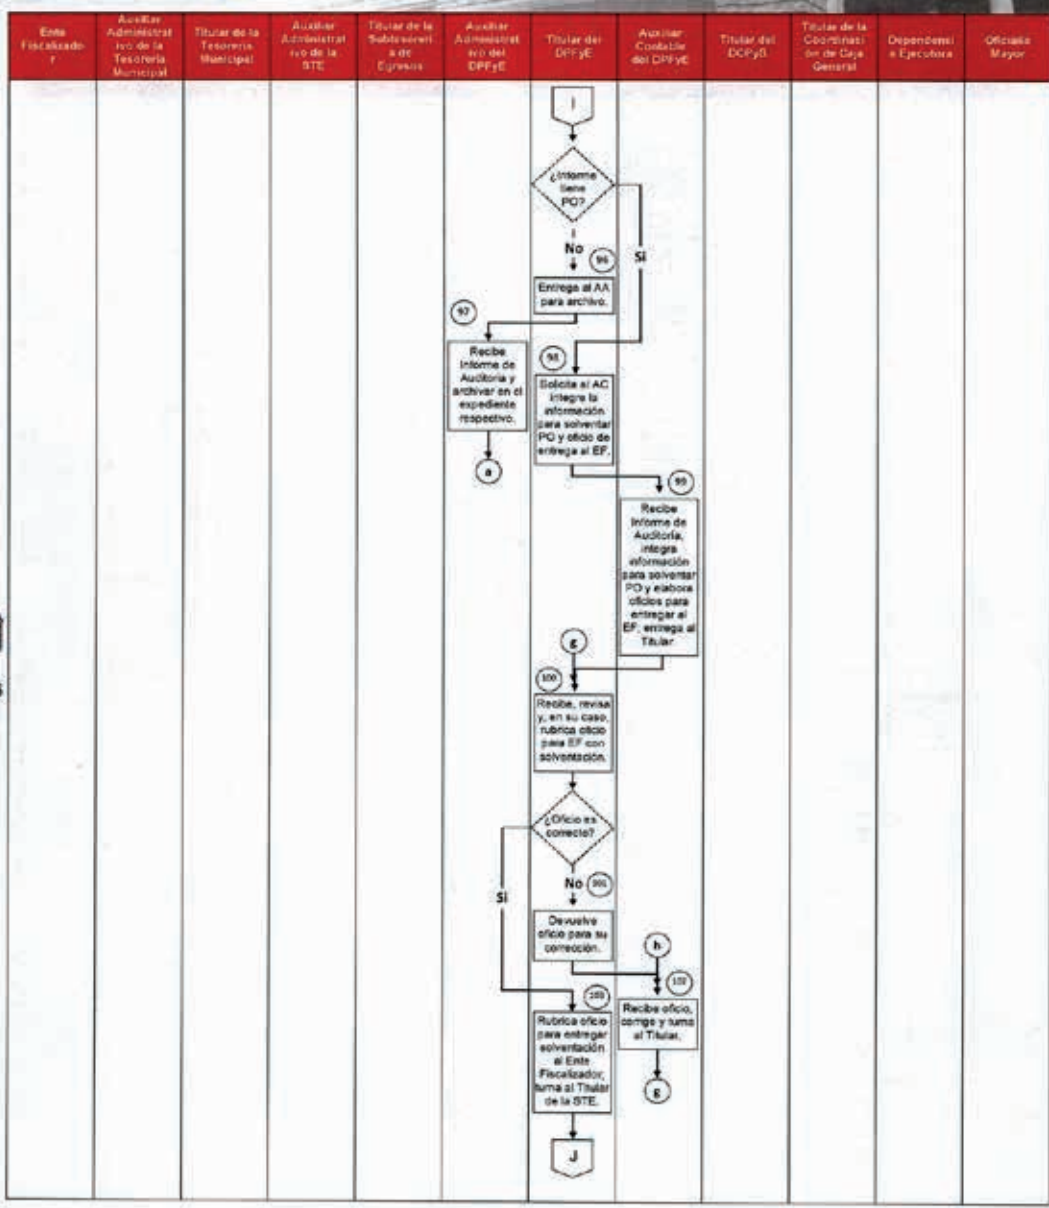 Ente
Fiscalizado
r
Auxiliar
Administrat
ivo de la
Tesorería
Municipal
Titular de la
Tesorería
Municipal
Auxiliar
Administrat
ivo de la
STE
Titular de la
Subtesorerí
a de
Egresos
Auxiliar
Administrat
ivo del
DPFyE
Titular del
DPFyE
Auxiliar
Contable
del DPFyE
Titular del
DCPyB
Titular de la
Coordinaci
ón de Caja
General
Dependenci
a Ejecutora
Oficialía
Mayor
I
¿Informe
tiene
PO?
No
Si
96
Entrega al AA
para archivo.
97
Recibe
Informe de
Auditoría y
archivar en el
expediente
respectivo.
a
98
Solicita al AC
integre la
información
para solventar
PO y oficio de
entrega al EF.
99
Recibe
Informe de
Auditoría,
integra
información
para solventar
PO y elabora
oficios para
entregar al
EF, entrega al
Titular
g
100
Recibe, revisa
y, en su caso,
rubrica oficio
para EF con
solventación.
¿Oficio es
correcto?
Si
No
101
Devuelve
oficio para su
corrección.
h
102
Recibe oficio,
corrige y turna
al Titular.
g
103
Rubrica oficio
para entregar
solventación
al Ente
Fiscalizador,
turna al Titular
de la STE.
J